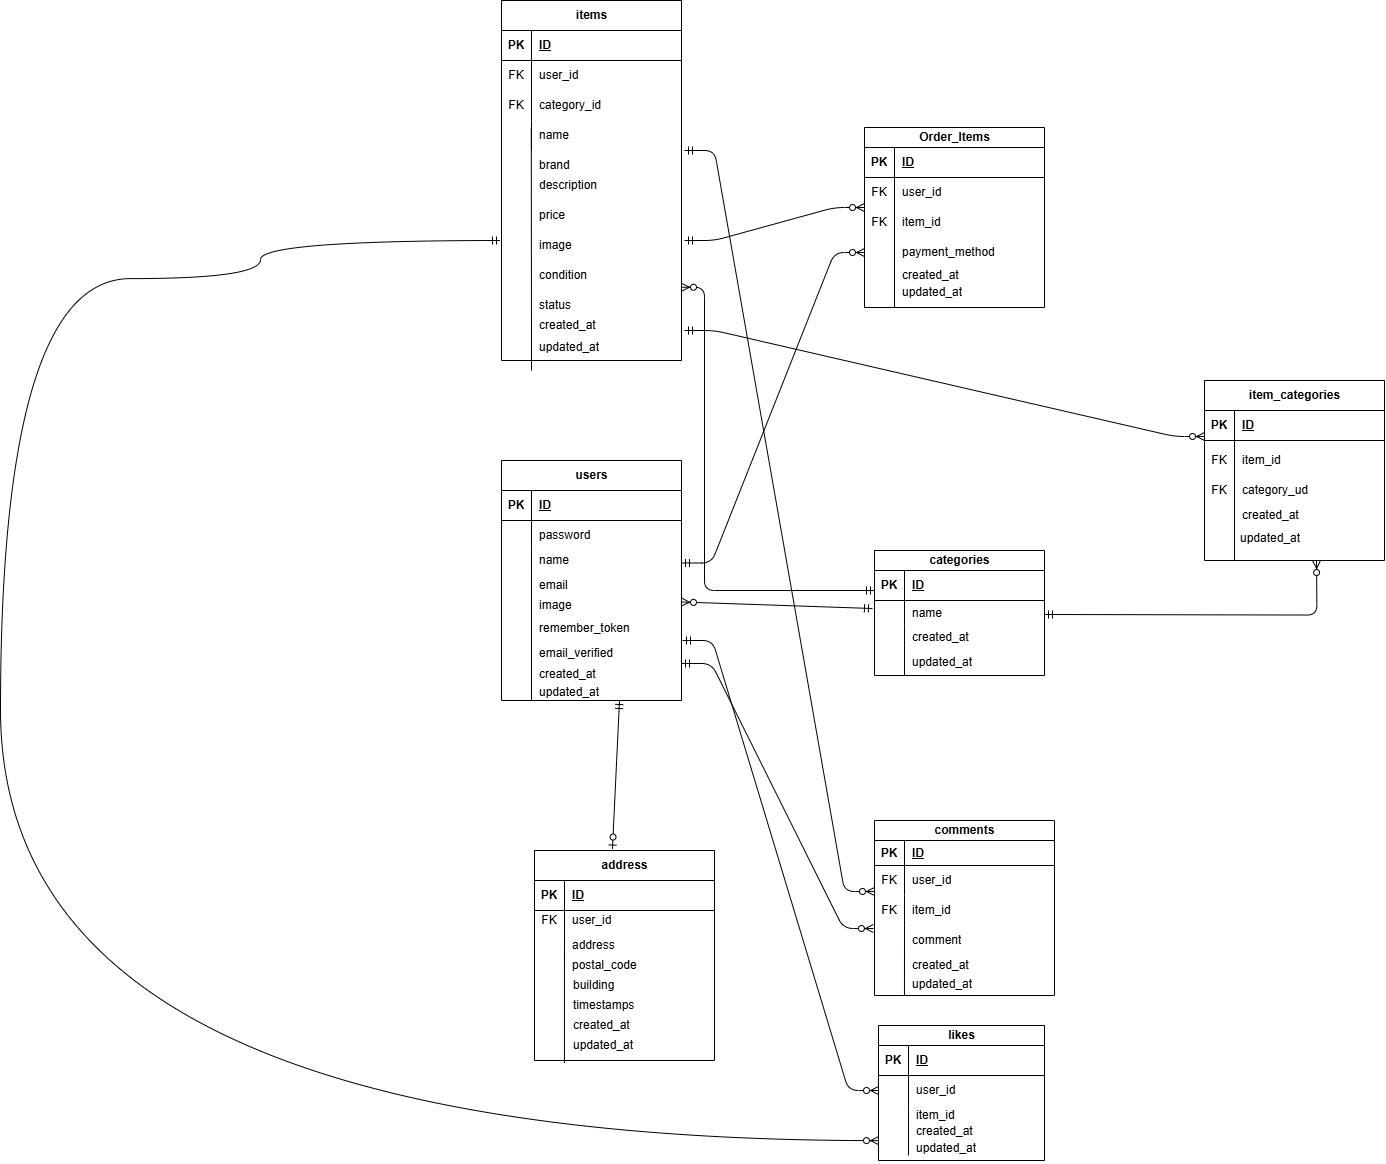 items
PK ID
FK user_id
FK category_id
name
brand
description
price
image
condition
status
created_at
updated_at
Order_Items
PK ID
FK user_id
FK item_id
payment_method
created_at
updated_at
item_categories
PK ID
FK item_id
FK category_ud
created_at
updated_at
users
PK ID
password
name
email
image
remember_token
email_verified
created_at
updated_at
categories
PK ID
name
created_at
updated_at
comments
PK ID
FK user_id
FK item_id
comment
created_at
updated_at
address
PK ID
FK user_id
address
postal_code
building
timestamps
created_at
updated_at
likes
PK ID
user_id
item_id
created_at
updated_at